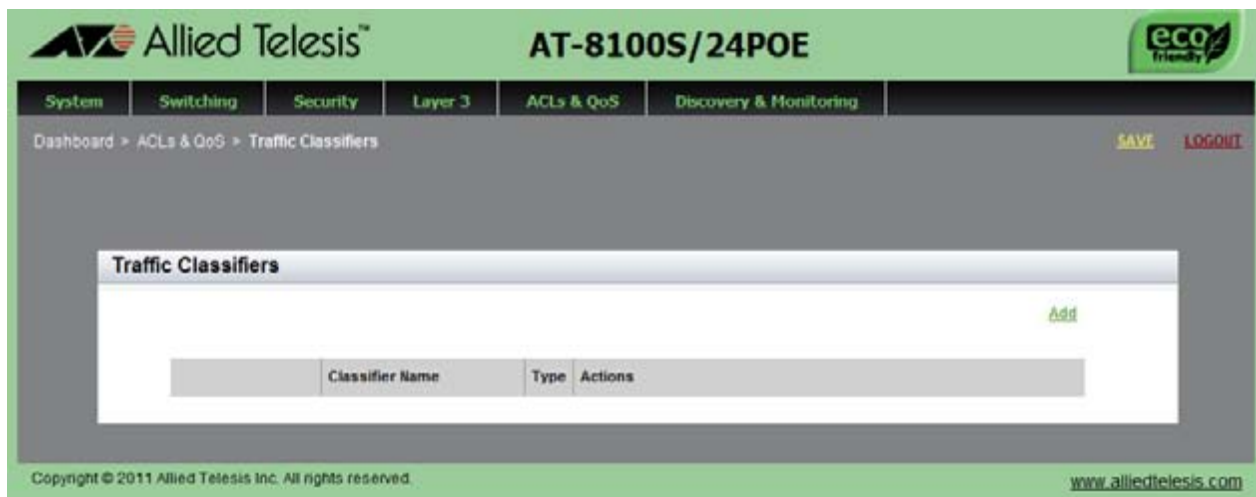 Allied Telesis™ AT-8100S/24POE eco friendly
System Switching Security Layer 3 ACLs & QoS Discovery & Monitoring
Dashboard > ACLs & QoS > Traffic Classifiers SAVE LOGOUT
Traffic Classifiers
Add
Classifier Name Type Actions
Copyright © 2011 Allied Telesis Inc. All rights reserved. www.alliedtelesis.com